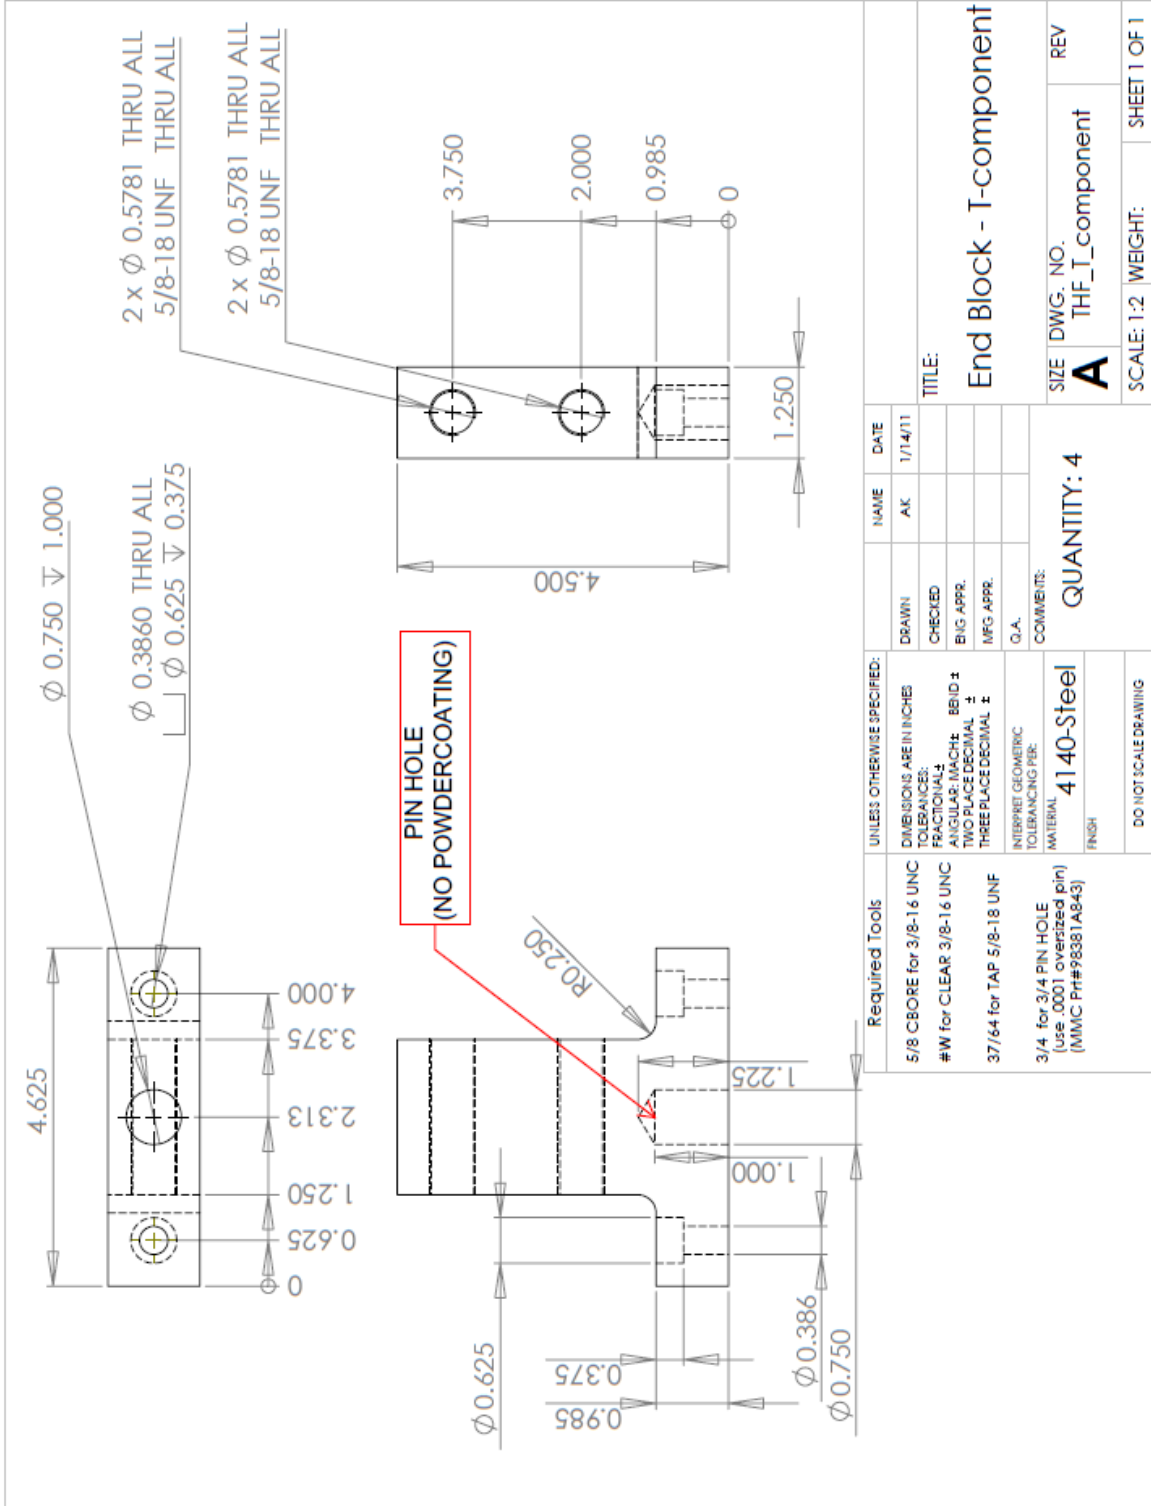 2 x Ø 0.5781 THRU ALL
5/8-18 UNF THRU ALL
2 x Ø 0.5781 THRU ALL
5/8-18 UNF THRU ALL
Ø 0.750 ↧ 1.000
Ø 0.3860 THRU ALL
⌴ Ø 0.625 ↧ 0.375
4.625
0
0.625
1.250
2.313
3.375
4.000
3.750
2.000
0.985
0
1.250
4.500
PIN HOLE
(NO POWDERCOATING)
R0.250
1.225
1.000
Ø0.625
0.375
0.985
Ø0.386
Ø0.750
Required Tools
5/8 CBORE for 3/8-16 UNC
#W for CLEAR 3/8-16 UNC
37/64 for TAP 5/8-18 UNF
3/4 for 3/4 PIN HOLE
(use .0001 oversized pin)
(MMC Prt#98381A843)
UNLESS OTHERWISE SPECIFIED:
DIMENSIONS ARE IN INCHES
TOLERANCES:
FRACTIONAL±
ANGULAR: MACH± BEND ±
TWO PLACE DECIMAL ±
THREE PLACE DECIMAL ±
INTERPRET GEOMETRIC
TOLERANCING PER:
MATERIAL
4140-Steel
FINISH
DO NOT SCALE DRAWING
NAME DATE
DRAWN AK 1/14/11
CHECKED
ENG APPR.
MFG APPR.
Q.A.
COMMENTS:
QUANTITY: 4
TITLE:
End Block - T-component
SIZE DWG. NO. REV
A THF_T_component
SCALE: 1:2 WEIGHT: SHEET 1 OF 1